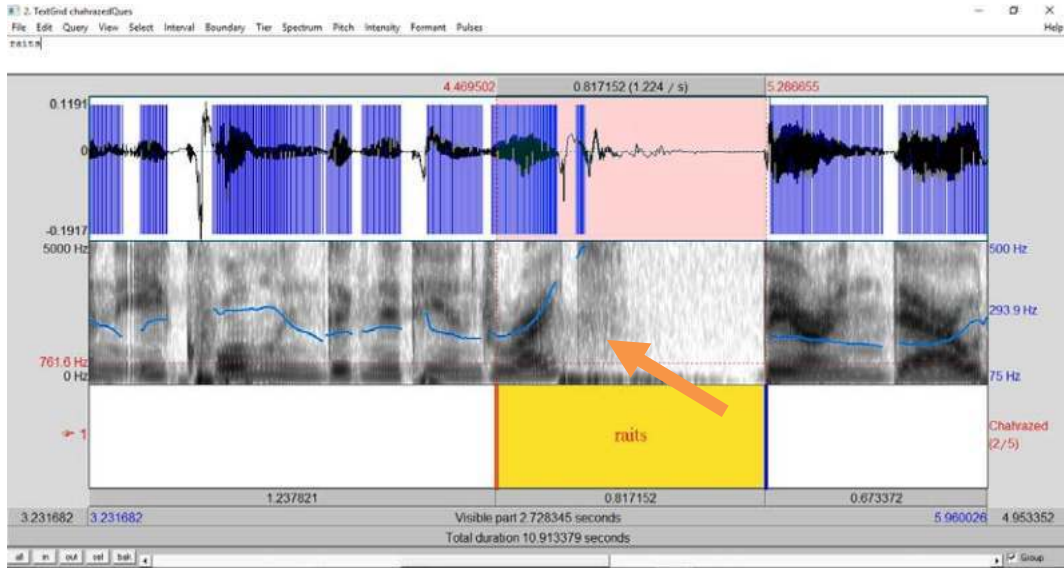 2. TextGrid chahrazedQues
File Edit Query View Select Interval Boundary Tier Spectrum Pitch Intensity Formant Pulses Help
raits
4.469502 0.817152 (1.224 / s) 5.286655
0.1191
0
-0.1917
5000 Hz 500 Hz
293.9 Hz
761.6 Hz
0 Hz 75 Hz
1 raits Chahrazed
(2/5)
1.237821 0.817152 0.673372
3.231682 3.231682 Visible part 2.728345 seconds 5.960026 4.953352
Total duration 10.913379 seconds
all in out sel bak Group